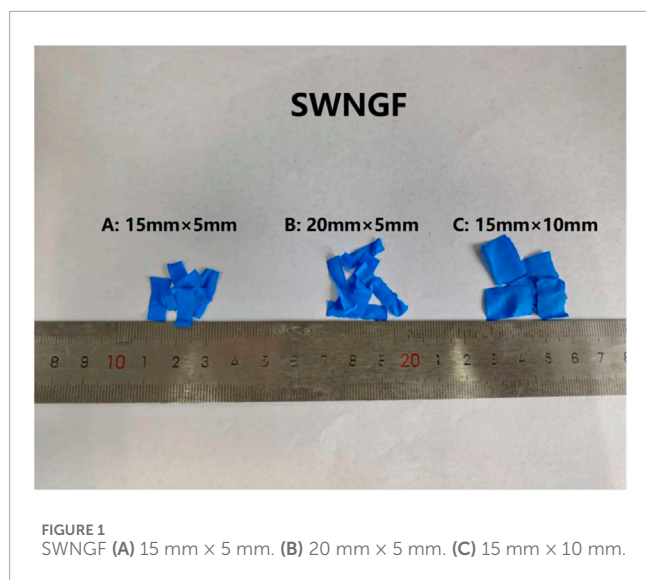 SWNGF
A: 15mm×5mm B: 20mm×5mm C: 15mm×10mm
8 9 10 1 2 3 4 5 6 7 8 9 20 1 2 3 4 5 6 7 8
FIGURE 1
SWNGF (A) 15 mm × 5 mm. (B) 20 mm × 5 mm. (C) 15 mm × 10 mm.